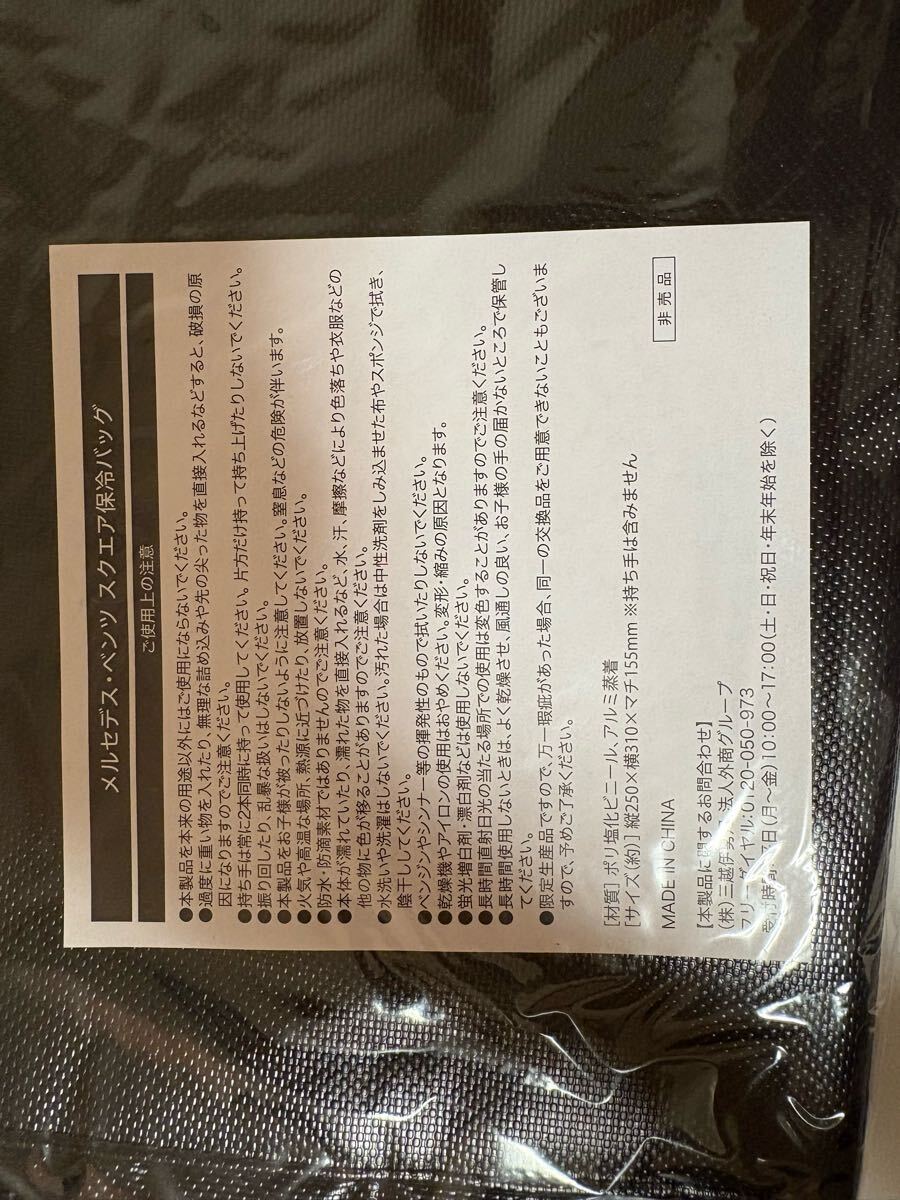 メルセデス・ベンツ スクエア保冷バッグ
ご使用上の注意
●本製品を本来の用途以外にはご使用にならないでください。
●過度に重い物を入れたり、無理な詰め込みや先の尖った物を直接入れるなどすると、破損の原
因になりますのでご注意ください。
●持ち手は常に2本同時に持って使用してください。片方だけ持って持ち上げたりしないでください。
●振り回したり、乱暴な扱いはしないでください。
●本製品をお子様が被ったりしないように注意してください。窒息などの危険が伴います。
●火気や高温な場所、熱源に近づけたり、放置しないでください。
●防水・防滴素材ではありませんのでご注意ください。
●本体が濡れていたり、濡れた物を直接入れるなど、水、汗、摩擦などにより色落ちや衣服などの
他の物に色が移ることがありますのでご注意ください。
●水洗いや洗濯はしないでください。汚れた場合は中性洗剤をしみ込ませた布やスポンジで拭き、
陰干ししてください。
●ベンジンやシンナー等の揮発性のもので拭いたりしないでください。
●乾燥機やアイロンの使用はおやめください。変形・縮みの原因となります。
●蛍光増白剤・漂白剤などは使用しないでください。
●長時間直射日光の当たる場所での使用は変色することがありますのでご注意ください。
●長時間使用しないときは、よく乾燥させ、風通しの良い、お子様の手の届かないところで保管し
てください。
●限定生産品ですので、万一瑕疵があった場合、同一の交換品をご用意できないこともございま
すので、予めご了承ください。
[材質] ポリ塩化ビニール、アルミ蒸着
[サイズ(約)] 縦250×横310×マチ155mm ※持ち手は含みません
MADE IN CHINA
非売品
【本製品に関するお問合わせ】
(株)三越伊勢丹 法人外商グループ
フリーダイヤル:0120-050-973
受付時間:平日(月〜金)10:00〜17:00(土・日・祝日・年末年始を除く)